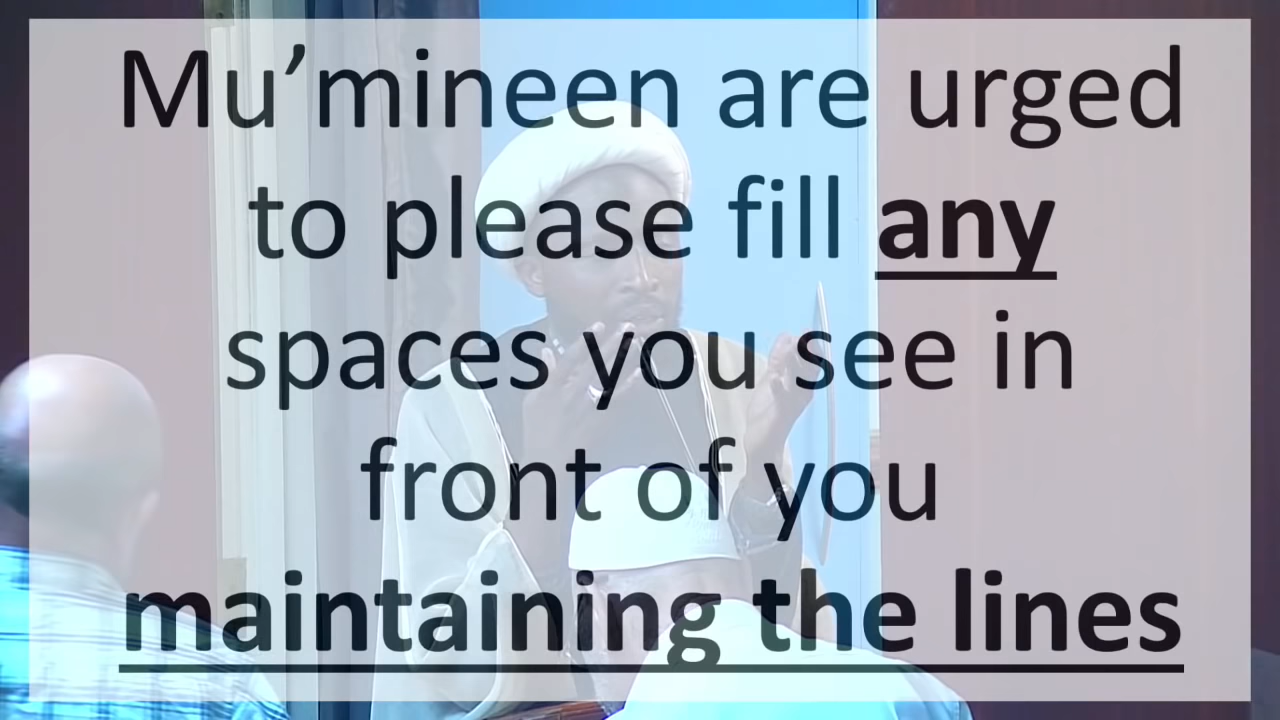 Mu’mineen are urged
to please fill any
spaces you see in
front of you
maintaining the lines